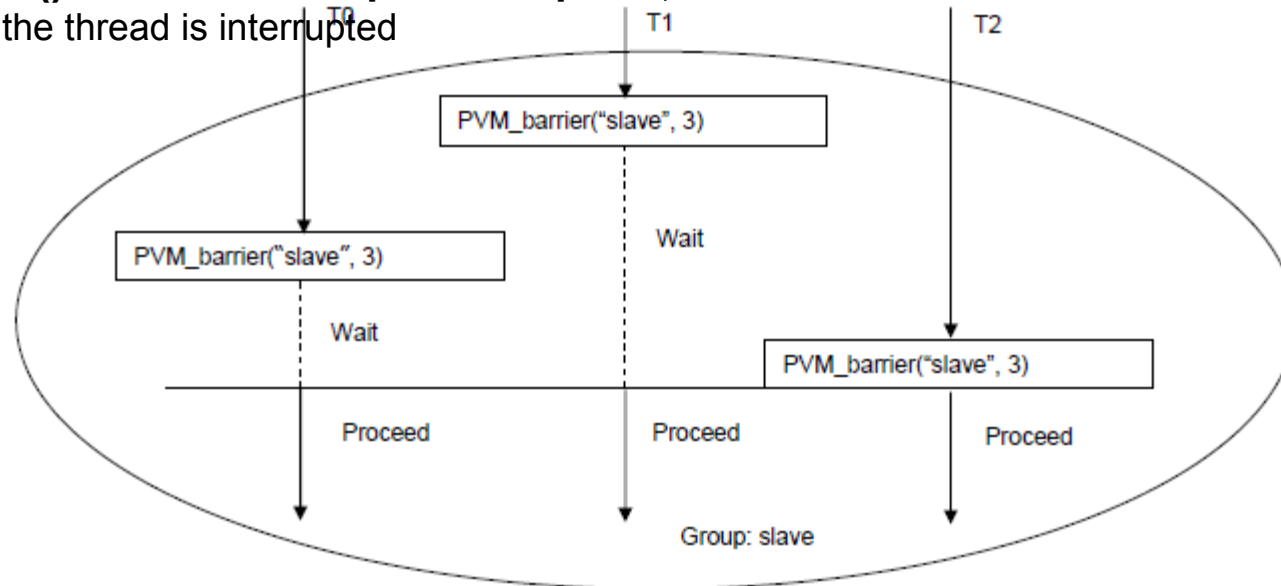 T0
the thread is interrupted
T1
T2
PVM_barrier(“slave”, 3)
Wait
PVM_barrier(“slave”, 3)
Wait
PVM_barrier(“slave”, 3)
Proceed
Proceed
Proceed
Group: slave